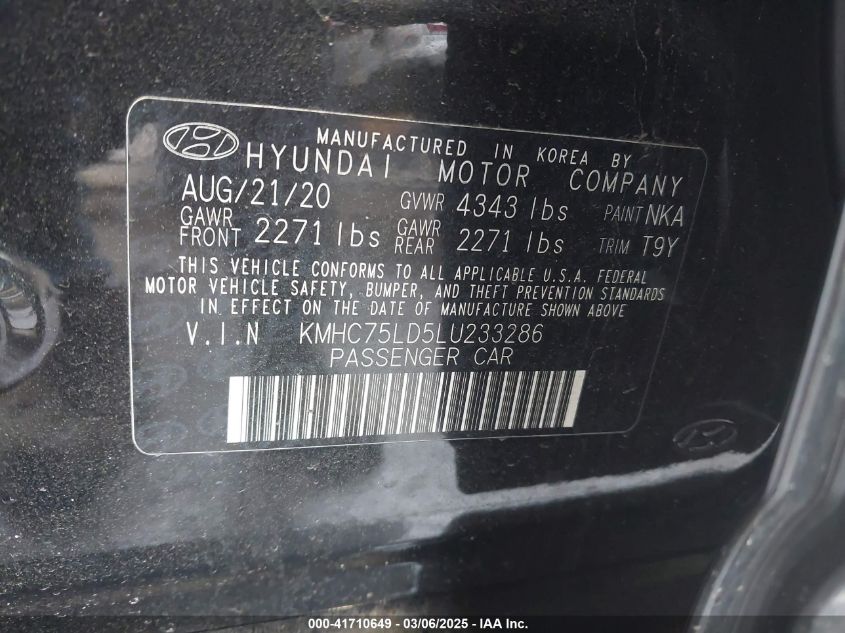 MANUFACTURED IN KOREA BY
HYUNDAI MOTOR COMPANY
AUG/21/20 GVWR 4343 lbs PAINT NKA
GAWR FRONT 2271 lbs GAWR REAR 2271 lbs TRIM T9Y
THIS VEHICLE CONFORMS TO ALL APPLICABLE U.S.A. FEDERAL
MOTOR VEHICLE SAFETY, BUMPER, AND THEFT PREVENTION STANDARDS
IN EFFECT ON THE DATE OF MANUFACTURE SHOWN ABOVE
V.I.N KMHC75LD5LU233286
PASSENGER CAR
000-41710649 - 03/06/2025 - IAA Inc.